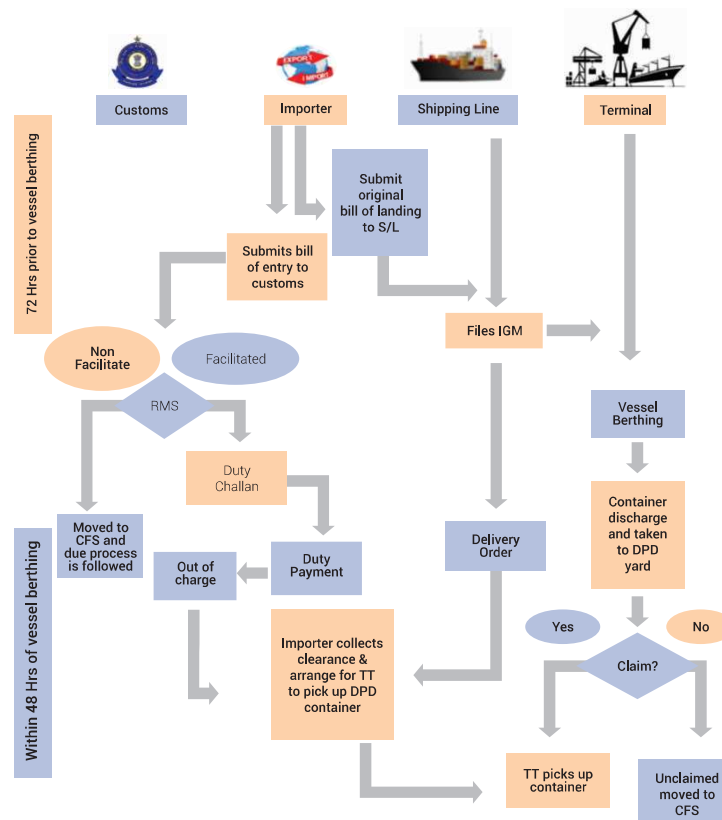 EXPORT
IMPORT
Customs
Importer
Shipping Line
Terminal
72 Hrs prior to vessel berthing
Submit
original
bill of landing
to S/L
Submits bill
of entry to
customs
Files IGM
Non
Facilitate
Facilitated
RMS
Vessel
Berthing
Duty
Challan
Container
discharge
and taken
to DPD
yard
Within 48 Hrs of vessel berthing
Moved to
CFS and
due process
is followed
Out of
charge
Duty
Payment
Delivery
Order
Importer collects
clearance &
arrange for TT
to pick up DPD
container
Yes
No
Claim?
TT picks up
container
Unclaimed
moved to
CFS